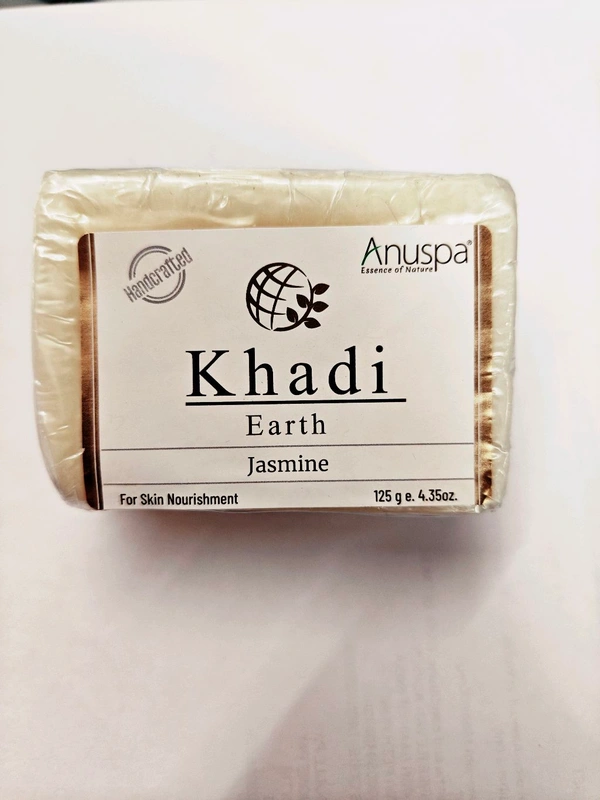 Handcrafted
Anuspa®
Essence of Nature
Khadi
Earth
Jasmine
For Skin Nourishment 125 g e. 4.35oz.